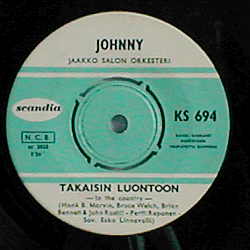 JOHNNY
JAAKKO SALON ORKESTERI
scandia
KS 694
N.C.B.
TAKAISIN LUONTOON
— In the country —
(Hank B. Marvin, Bruce Welch, Brian
Bennett & John Rostill - Pertti Reponen -
Sov. Esko Linnavalli)